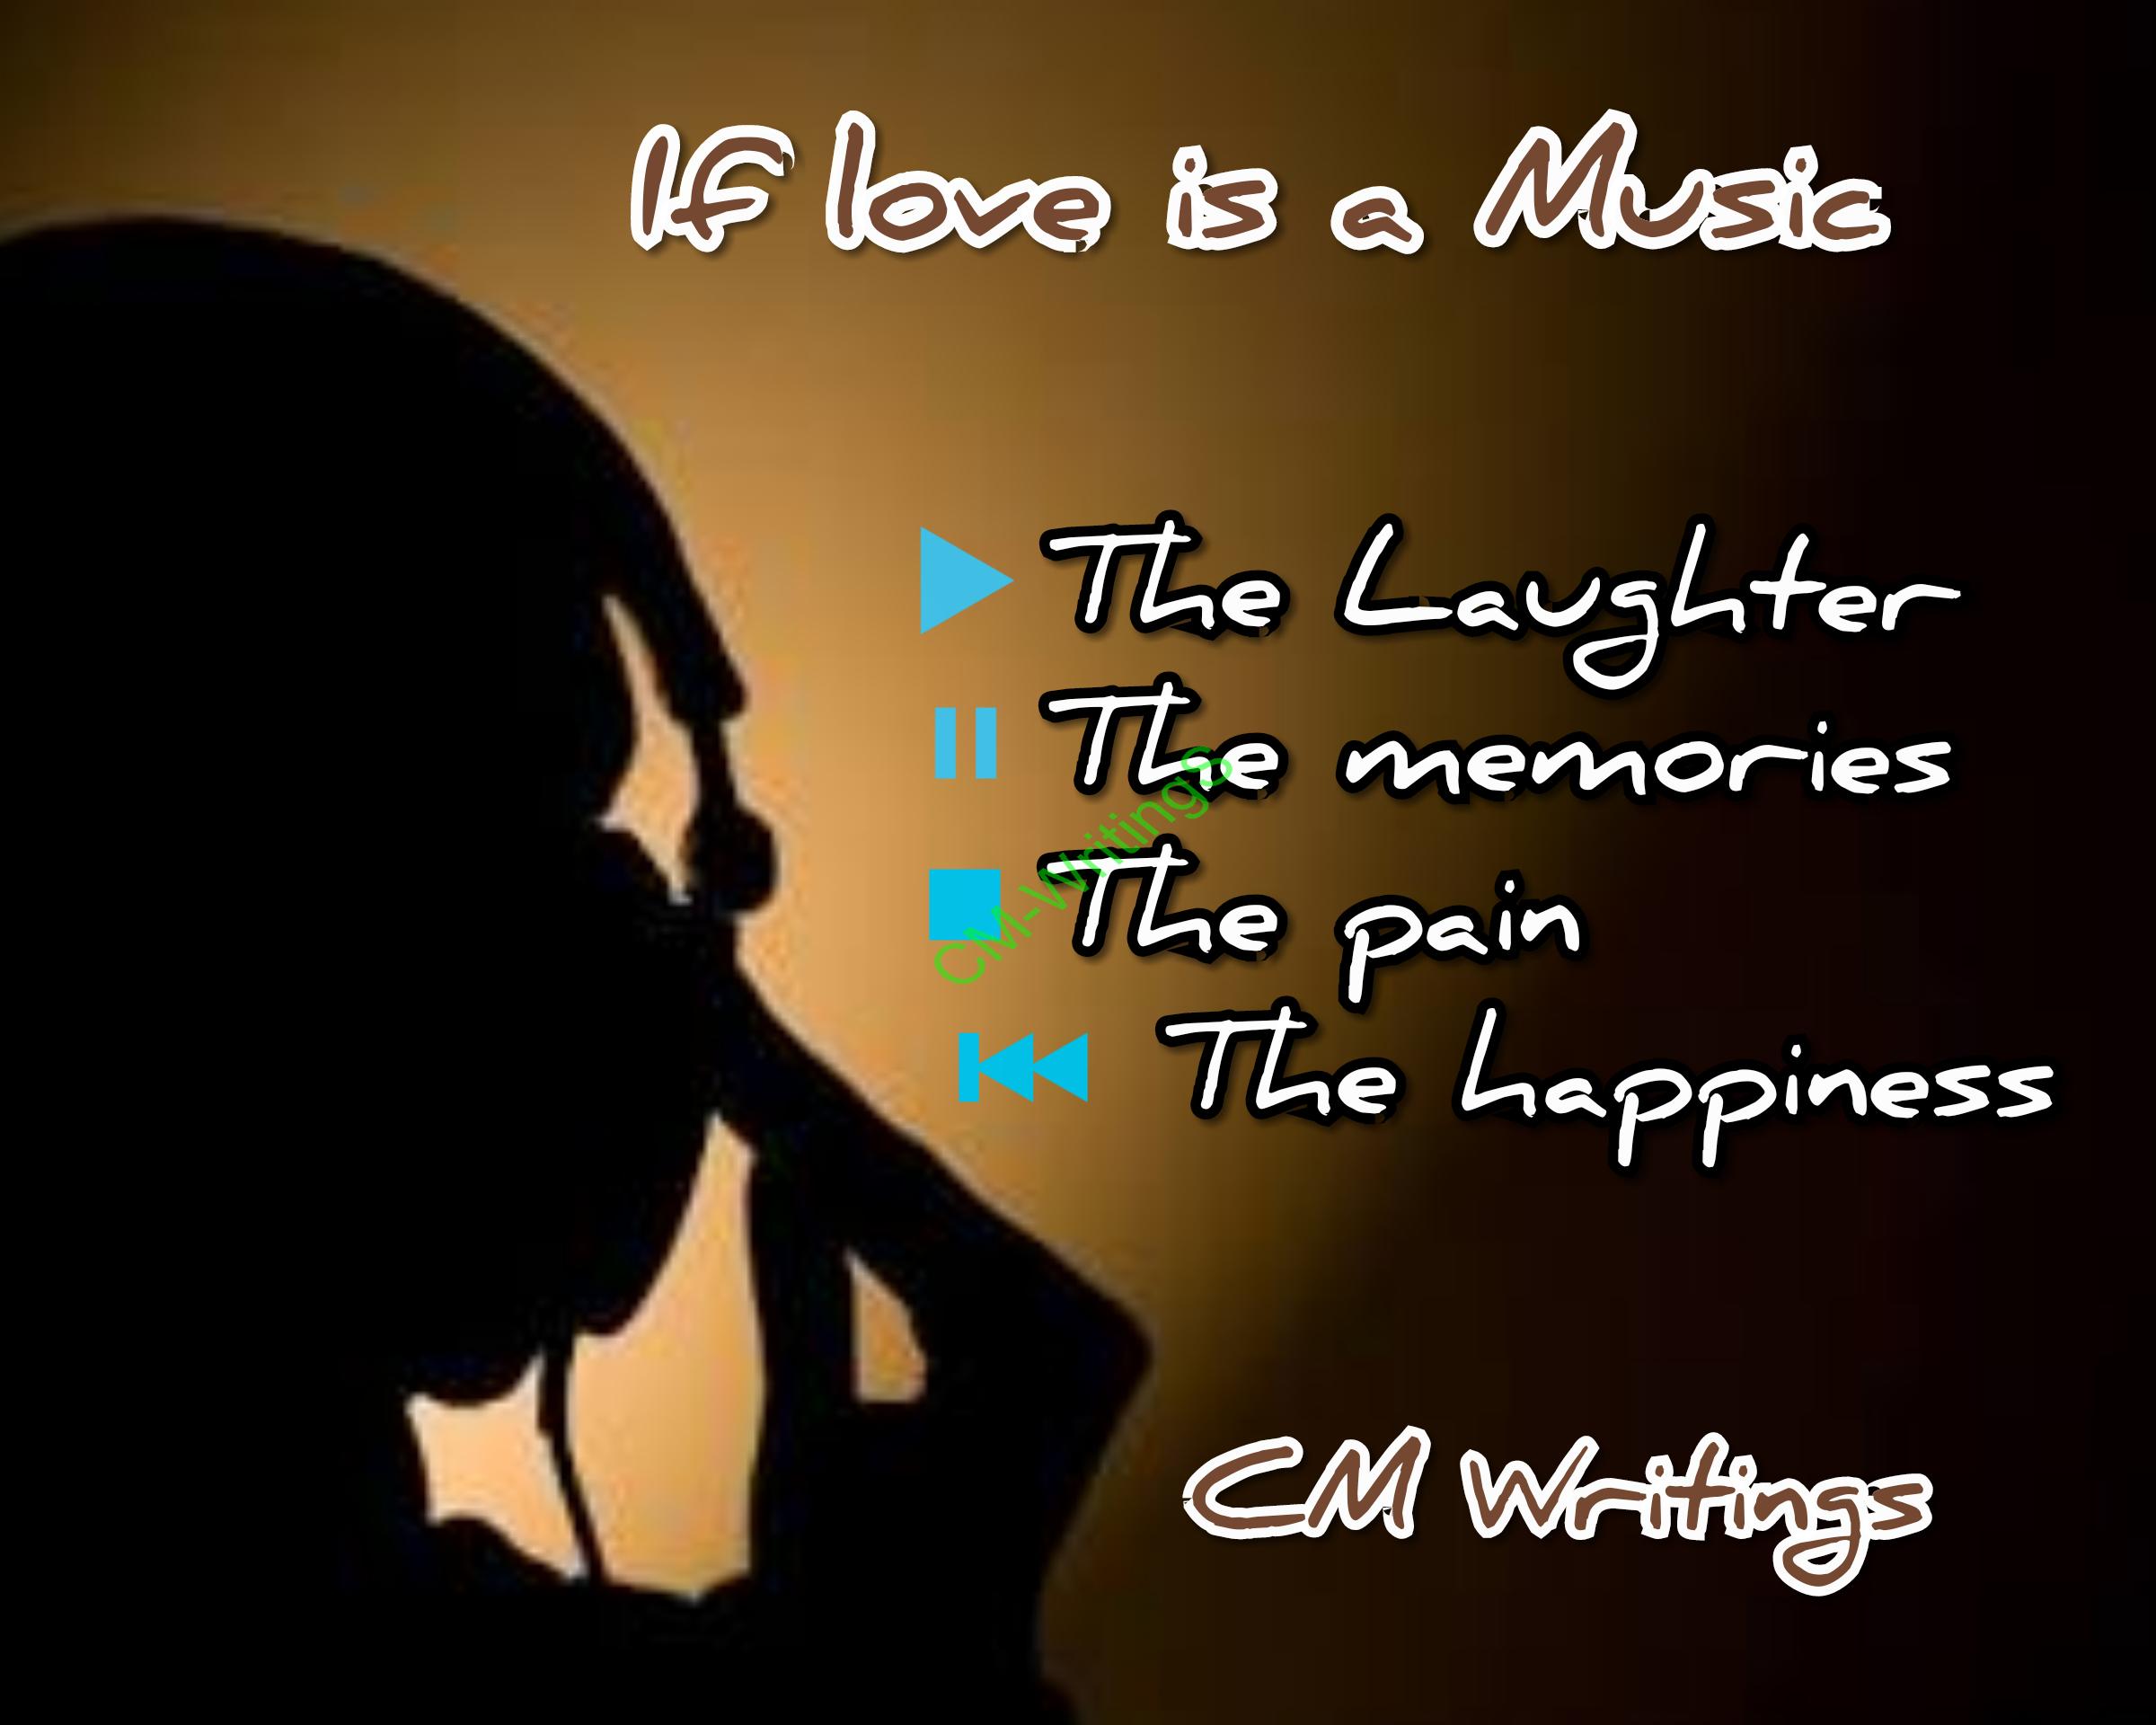 If love is a Music
The Laughter
The memories
The pain
The happiness
CM-Writings
CM Writings